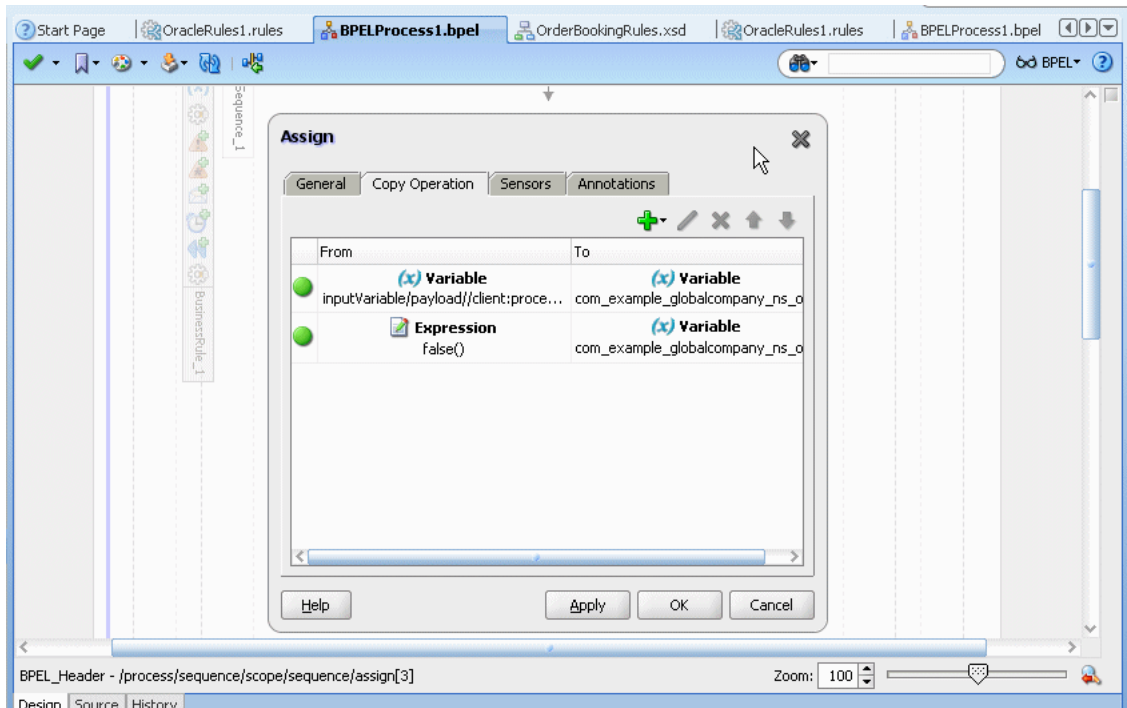 Start Page OracleRules1.rules BPELProcess1.bpel OrderBookingRules.xsd OracleRules1.rules BPELProcess1.bpel
BPEL
Sequence_1
BusinessRule_1
Assign
General Copy Operation Sensors Annotations
From To
(x) Variable (x) Variable
inputVariable/payload//client:proce... com_example_globalcompany_ns_o
Expression (x) Variable
false() com_example_globalcompany_ns_o
Help Apply OK Cancel
BPEL_Header - /process/sequence/scope/sequence/assign[3] Zoom: 100
Design Source History